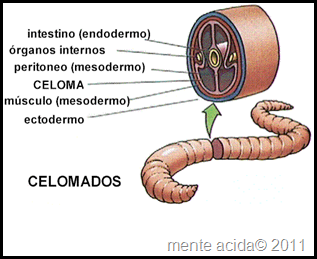 intestino (endodermo)
órganos internos
peritoneo (mesodermo)
CELOMA
músculo (mesodermo)
ectodermo
CELOMADOS
mente acida© 2011